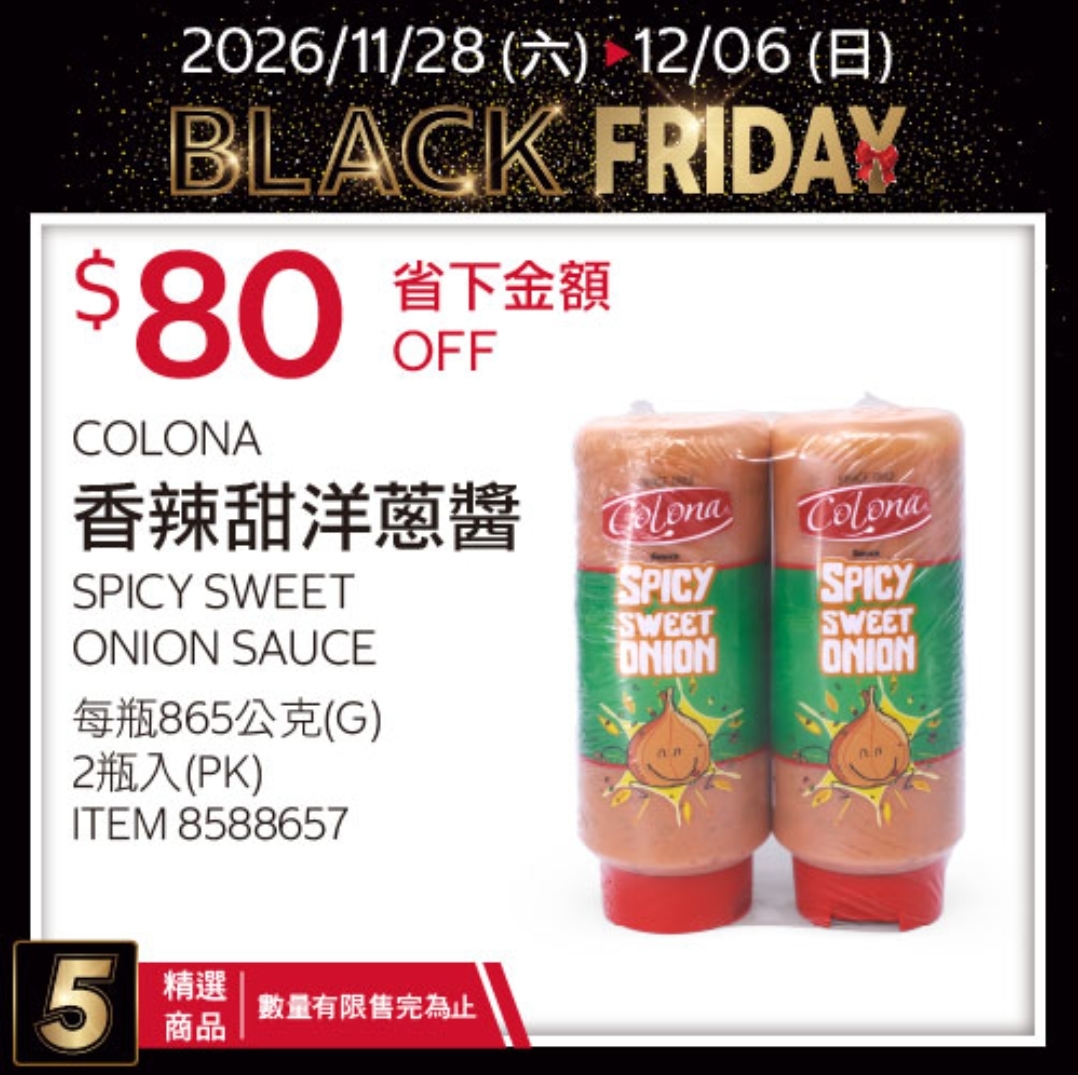 2026/11/28 (六) ▶ 12/06 (日)
BLACK FRIDAY
$80 省下金額
OFF
COLONA
香辣甜洋蔥醬
SPICY SWEET
ONION SAUCE
每瓶865公克(G)
2瓶入(PK)
ITEM 8588657
Colona
SPICY
SWEET
ONION
Colona
SPICY
SWEET
ONION
5
精選
商品
數量有限售完為止